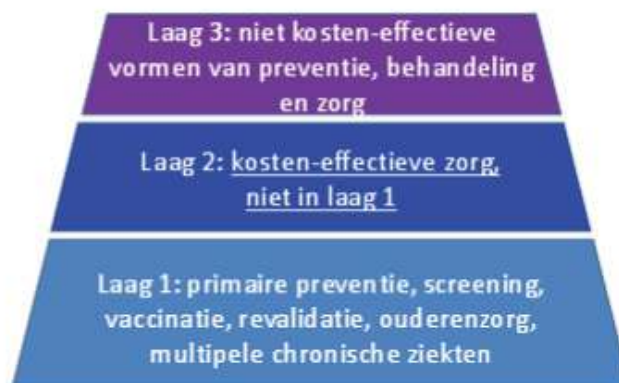 Laag 3: niet kosten-effectieve
vormen van preventie, behandeling
en zorg
Laag 2: kosten-effectieve zorg,
niet in laag 1
Laag 1: primaire preventie, screening,
vaccinatie, revalidatie, ouderenzorg,
multipele chronische ziekten